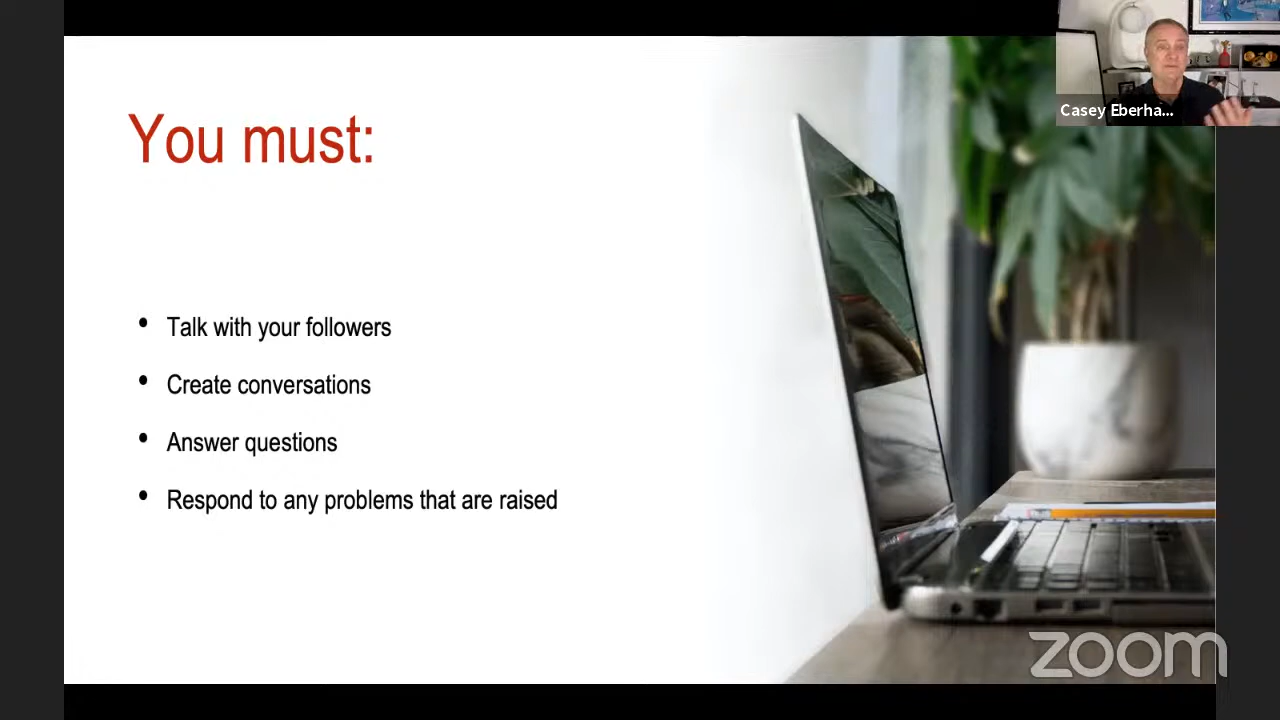 Casey Eberha...
You must:
• Talk with your followers
• Create conversations
• Answer questions
• Respond to any problems that are raised
zoom